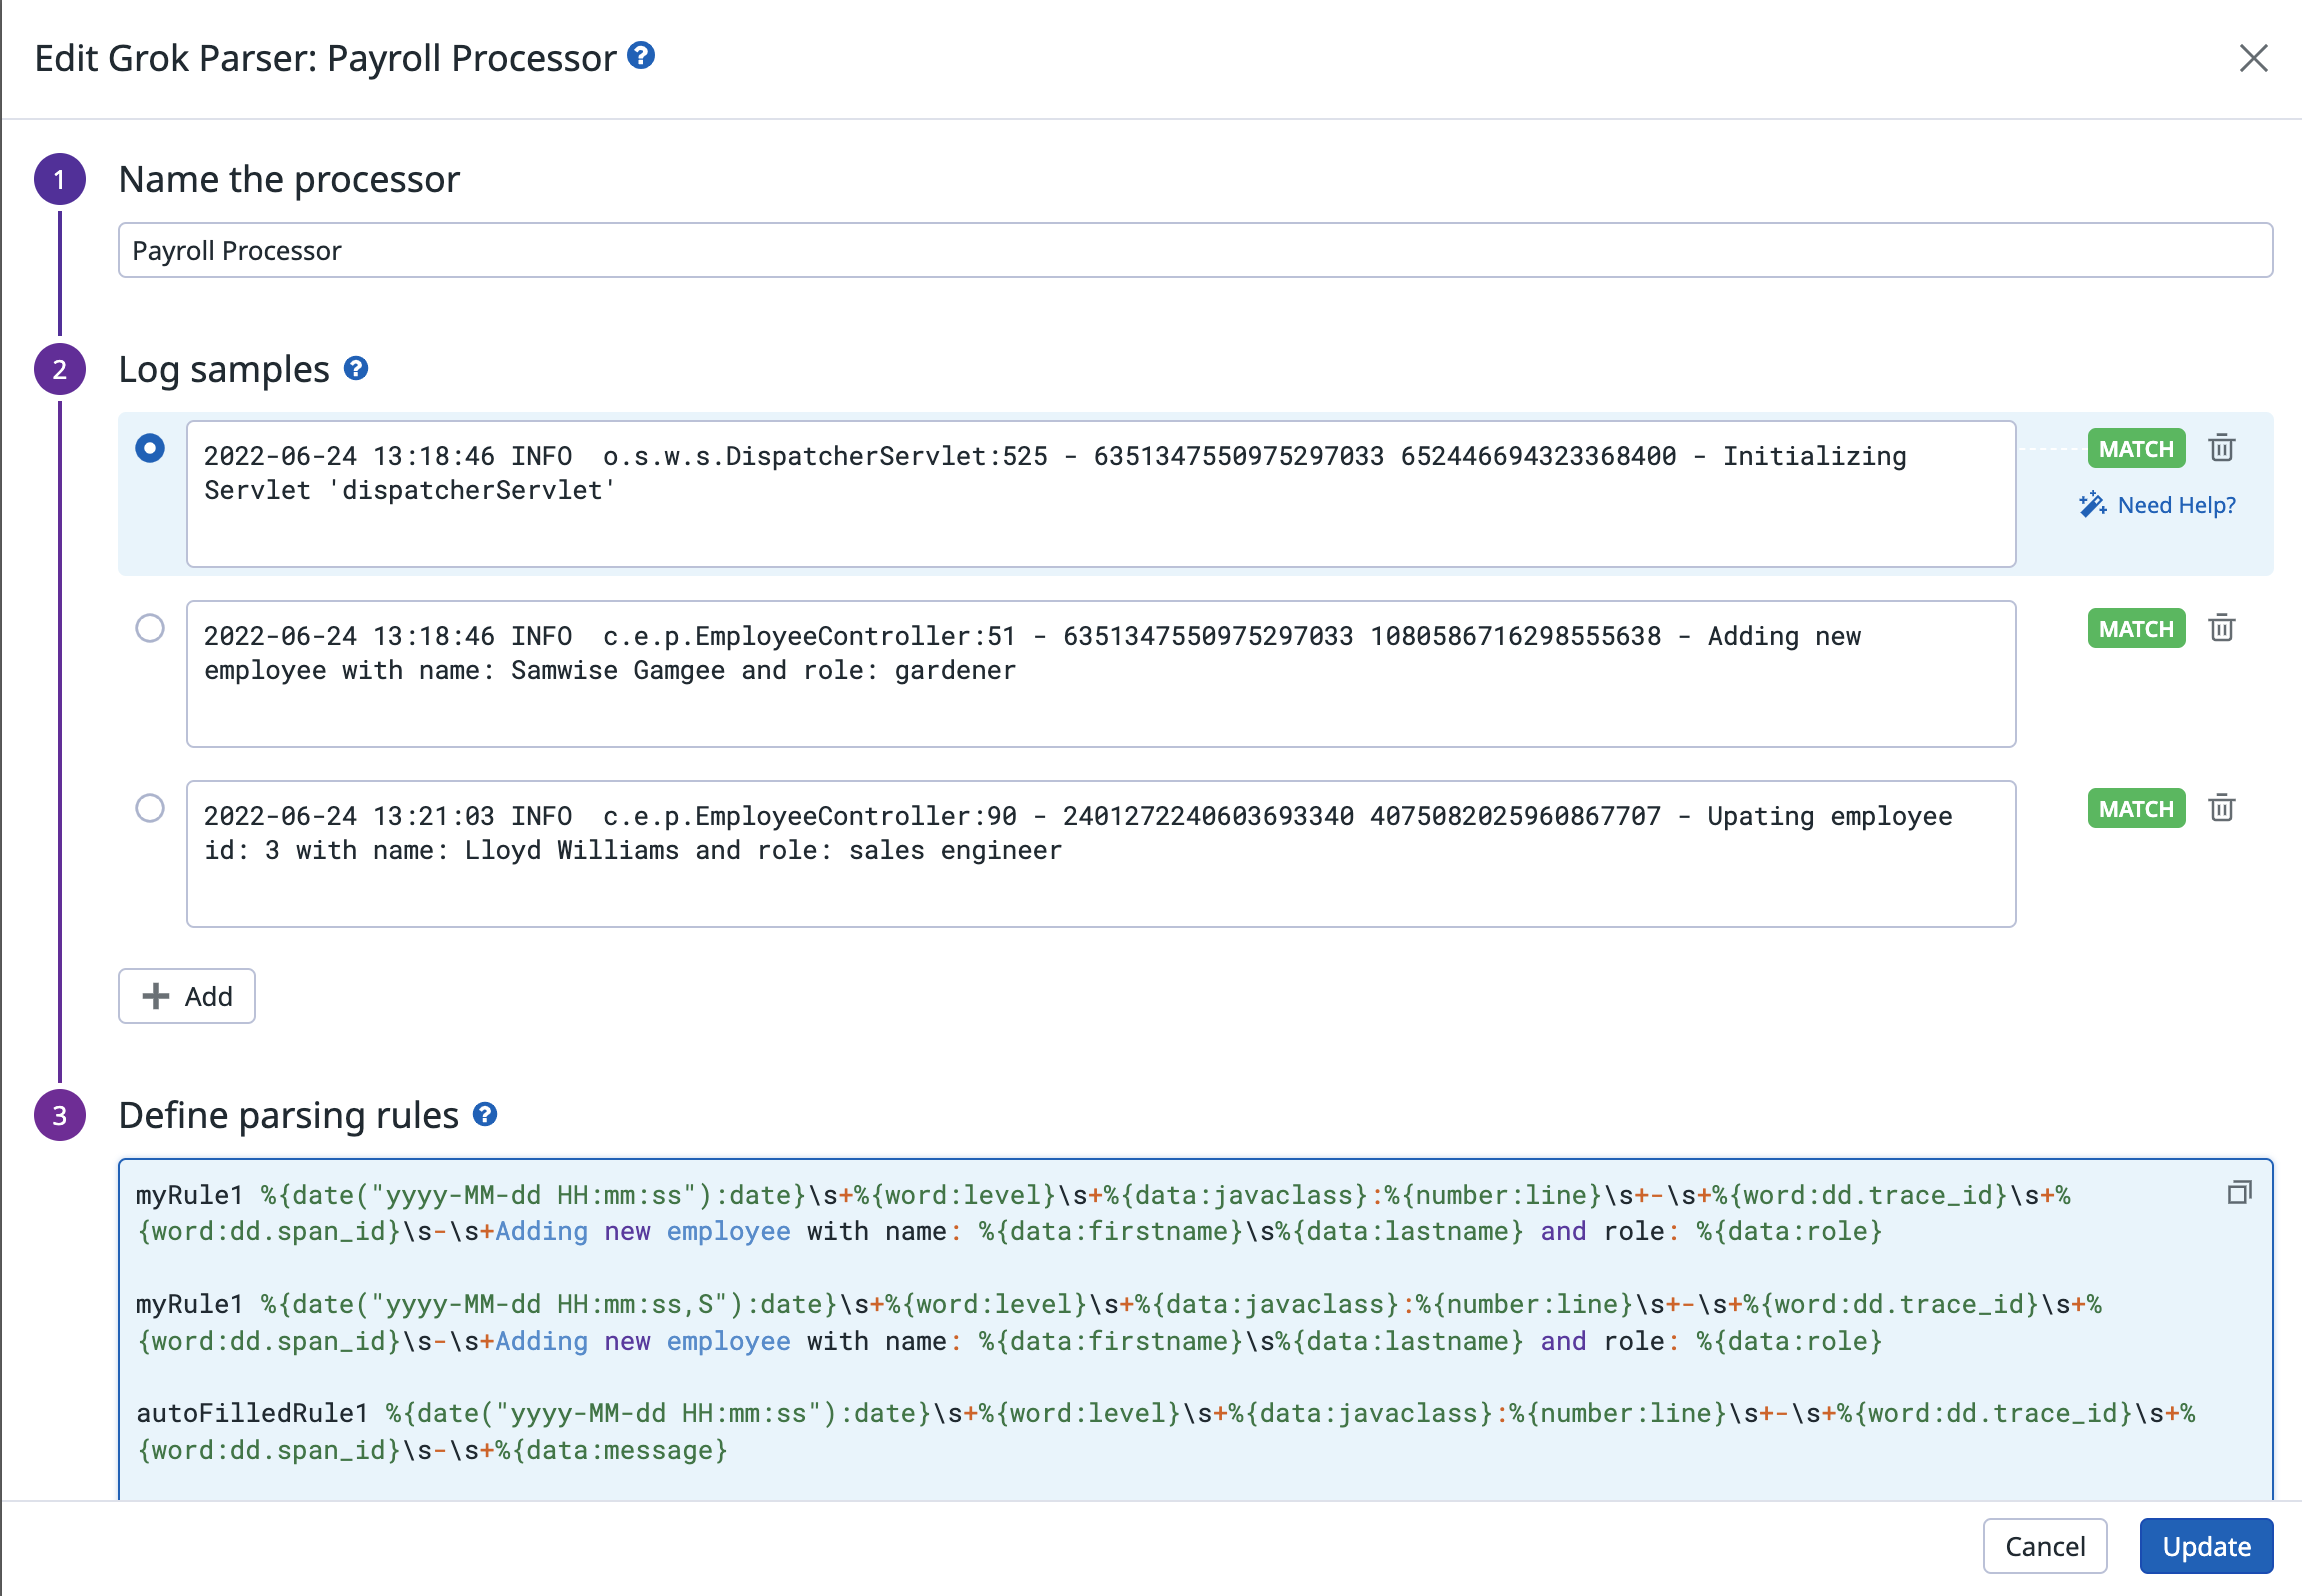 Edit Grok Parser: Payroll Processor ?
1 Name the processor
Payroll Processor
2 Log samples ?
2022-06-24 13:18:46 INFO  o.s.w.s.DispatcherServlet:525 - 6351347550975297033 652446694323368400 - Initializing
Servlet 'dispatcherServlet'
MATCH
Need Help?
2022-06-24 13:18:46 INFO  c.e.p.EmployeeController:51 - 6351347550975297033 1080586716298555638 - Adding new
employee with name: Samwise Gamgee and role: gardener
MATCH
2022-06-24 13:21:03 INFO  c.e.p.EmployeeController:90 - 2401272240603693340 4075082025960867707 - Upating employee
id: 3 with name: Lloyd Williams and role: sales engineer
MATCH
Add
3 Define parsing rules ?
myRule1 %{date("yyyy-MM-dd HH:mm:ss"):date}\s+%{word:level}\s+%{data:javaclass}:%{number:line}\s+-\s+%{word:dd.trace_id}\s+%
{word:dd.span_id}\s-\s+Adding new employee with name: %{data:firstname}\s%{data:lastname} and role: %{data:role}
myRule1 %{date("yyyy-MM-dd HH:mm:ss,S"):date}\s+%{word:level}\s+%{data:javaclass}:%{number:line}\s+-\s+%{word:dd.trace_id}\s+%
{word:dd.span_id}\s-\s+Adding new employee with name: %{data:firstname}\s%{data:lastname} and role: %{data:role}
autoFilledRule1 %{date("yyyy-MM-dd HH:mm:ss"):date}\s+%{word:level}\s+%{data:javaclass}:%{number:line}\s+-\s+%{word:dd.trace_id}\s+%
{word:dd.span_id}\s-\s+%{data:message}
Cancel
Update